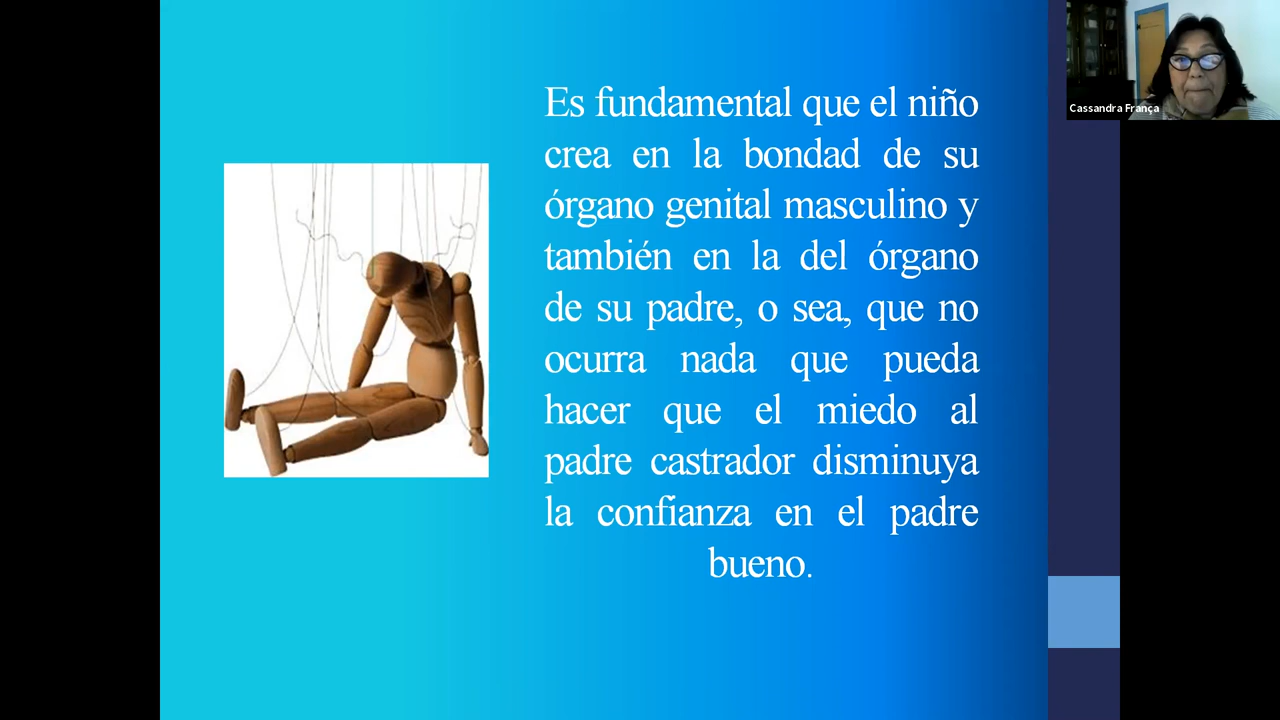 Es fundamental que el niño
crea en la bondad de su
órgano genital masculino y
también en la del órgano
de su padre, o sea, que no
ocurra nada que pueda
hacer que el miedo al
padre castrador disminuya
la confianza en el padre
bueno.
Cassandra França